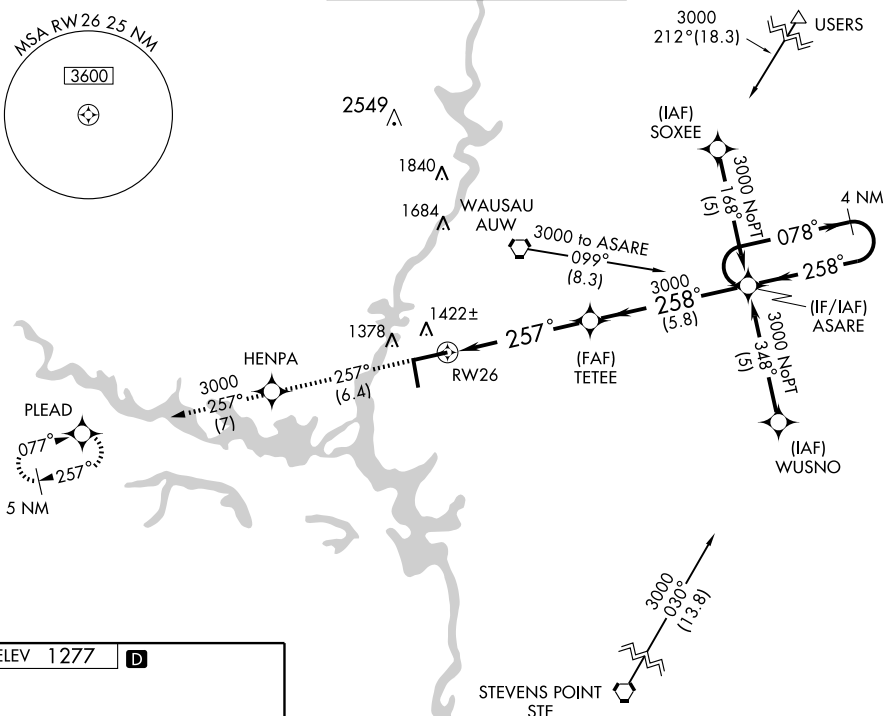 MSA RW26 25 NM
3600
3000
212°(18.3)
USERS
2549
(IAF)
SOXEE
1840
3000 NoPT
168°
(5)
4 NM
1684
WAUSAU
AUW
078°
3000 to ASARE
099°
(8.3)
258°
3000
258°
(5.8)
(IF/IAF)
ASARE
1422±
1378
257°
(FAF)
TETEE
3000 NoPT
348°
(5)
HENPA
RW26
257°
(6.4)
3000
257°
(7)
PLEAD
077°
257°
5 NM
(IAF)
WUSNO
3000
030°
(13.8)
ELEV 1277 D
STEVENS POINT
STE